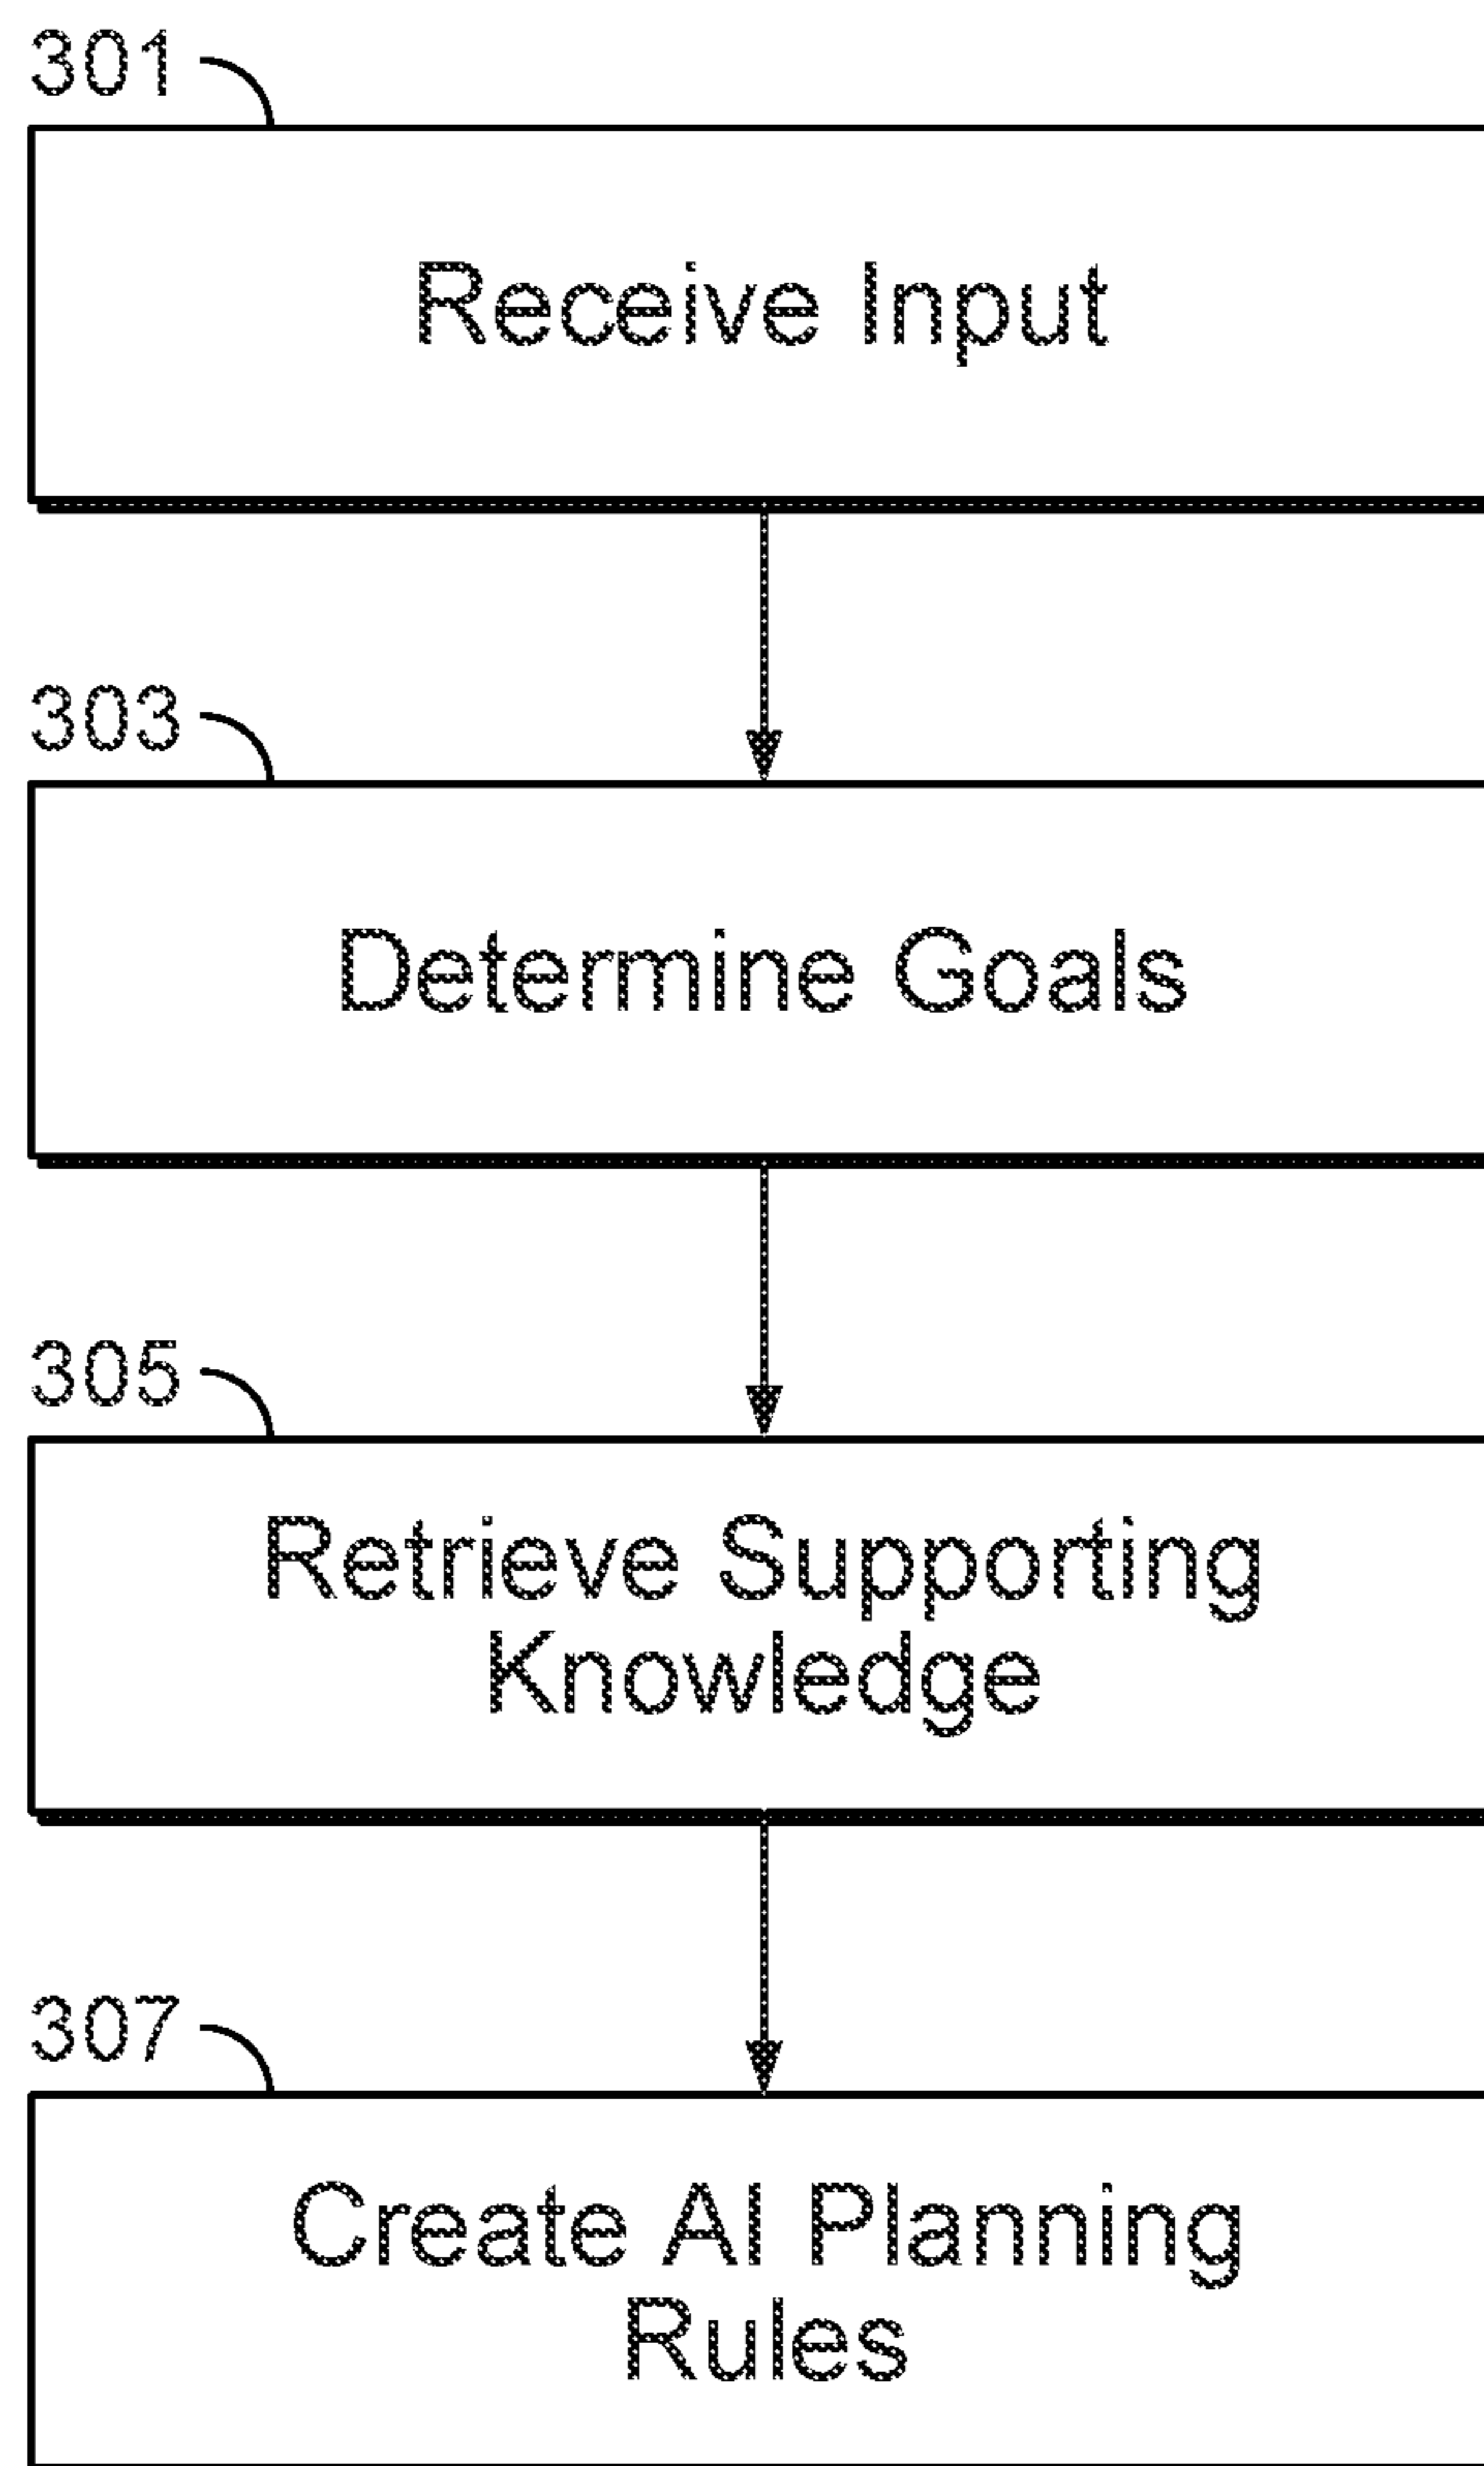 301
Receive Input
303
Determine Goals
305
Retrieve Supporting
Knowledge
307
Create AI Planning
Rules